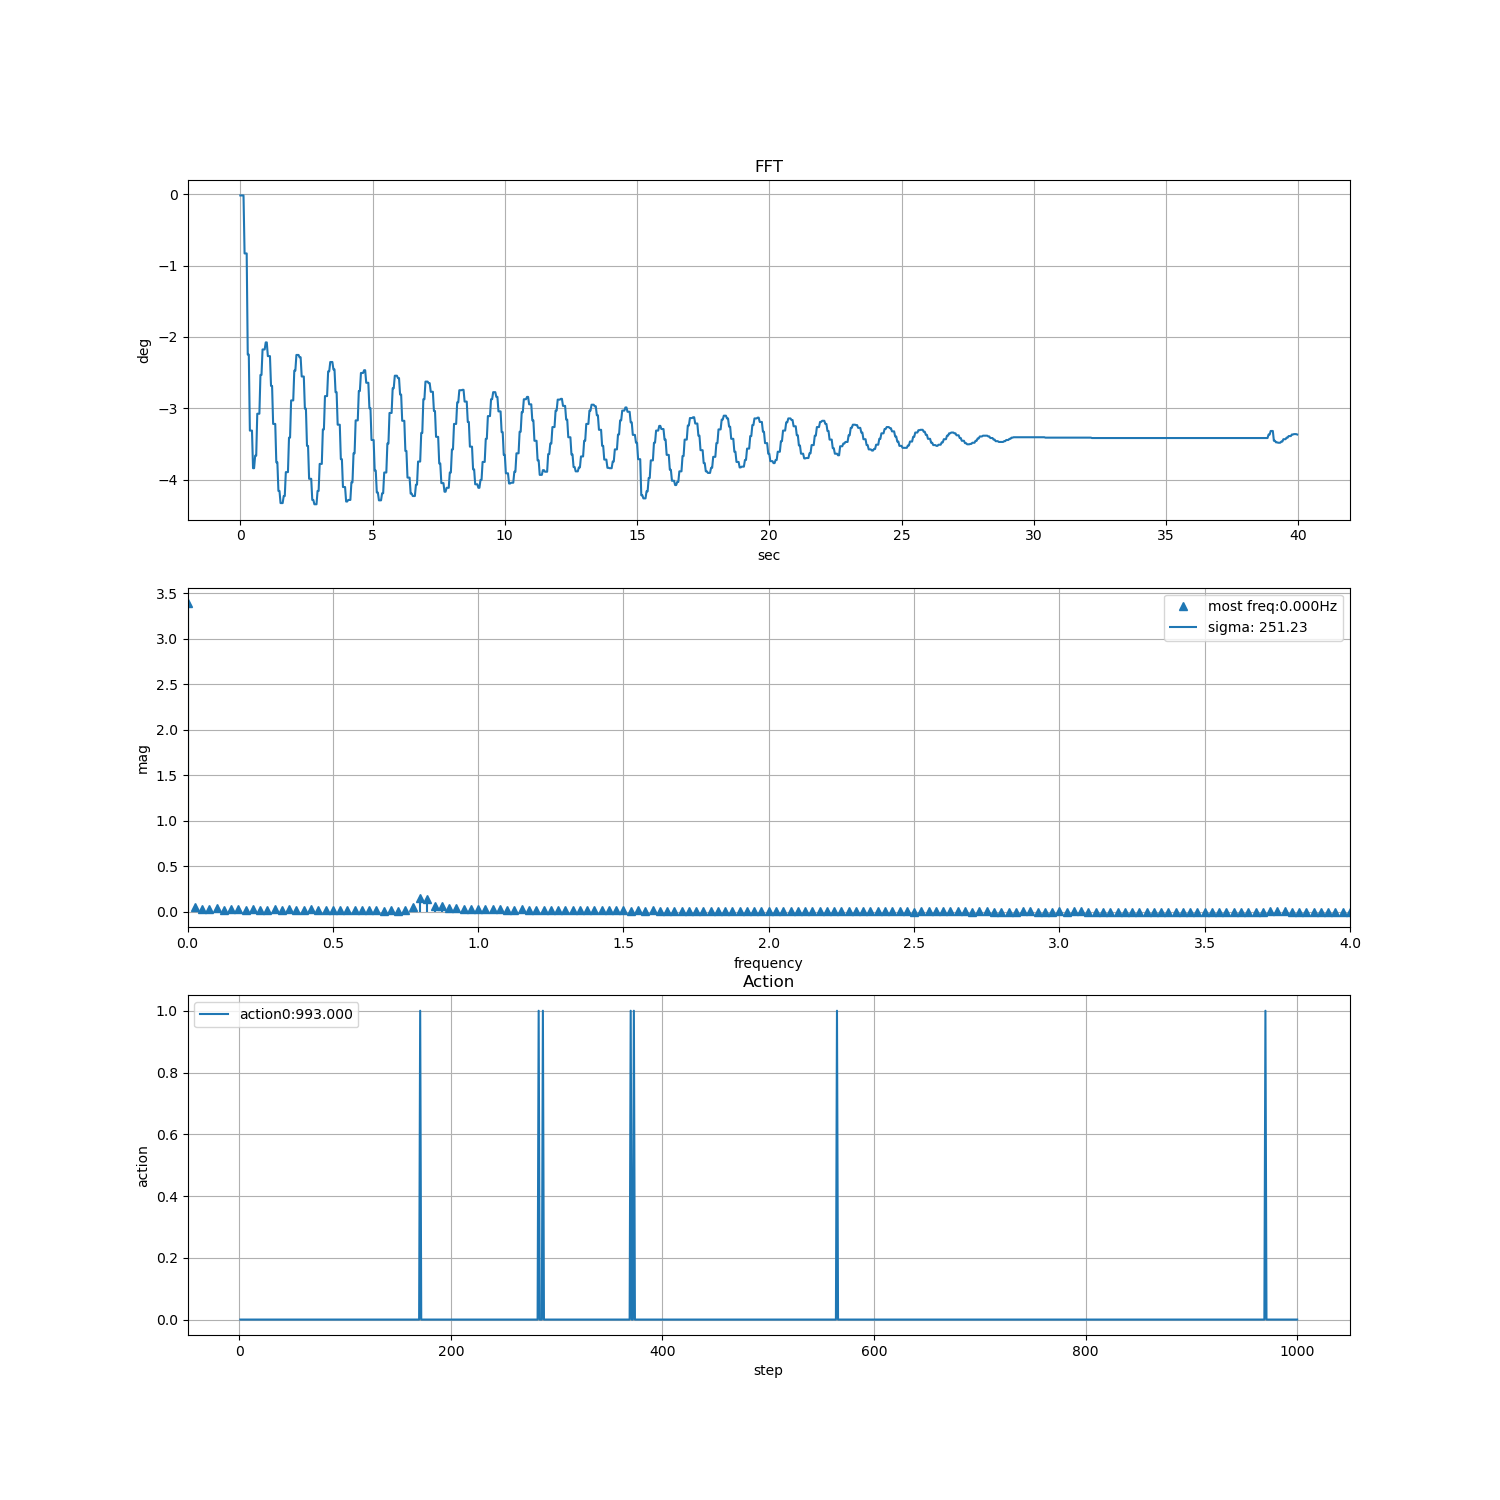 FFT
0
−1
−2
−3
−4
deg
0 5 10 15 20 25 30 35 40
sec
most freq:0.000Hz
sigma: 251.23
3.5
3.0
2.5
2.0
1.5
1.0
0.5
0.0
mag
0.0 0.5 1.0 1.5 2.0 2.5 3.0 3.5 4.0
frequency
Action
action0:993.000
1.0
0.8
0.6
0.4
0.2
0.0
action
0 200 400 600 800 1000
step